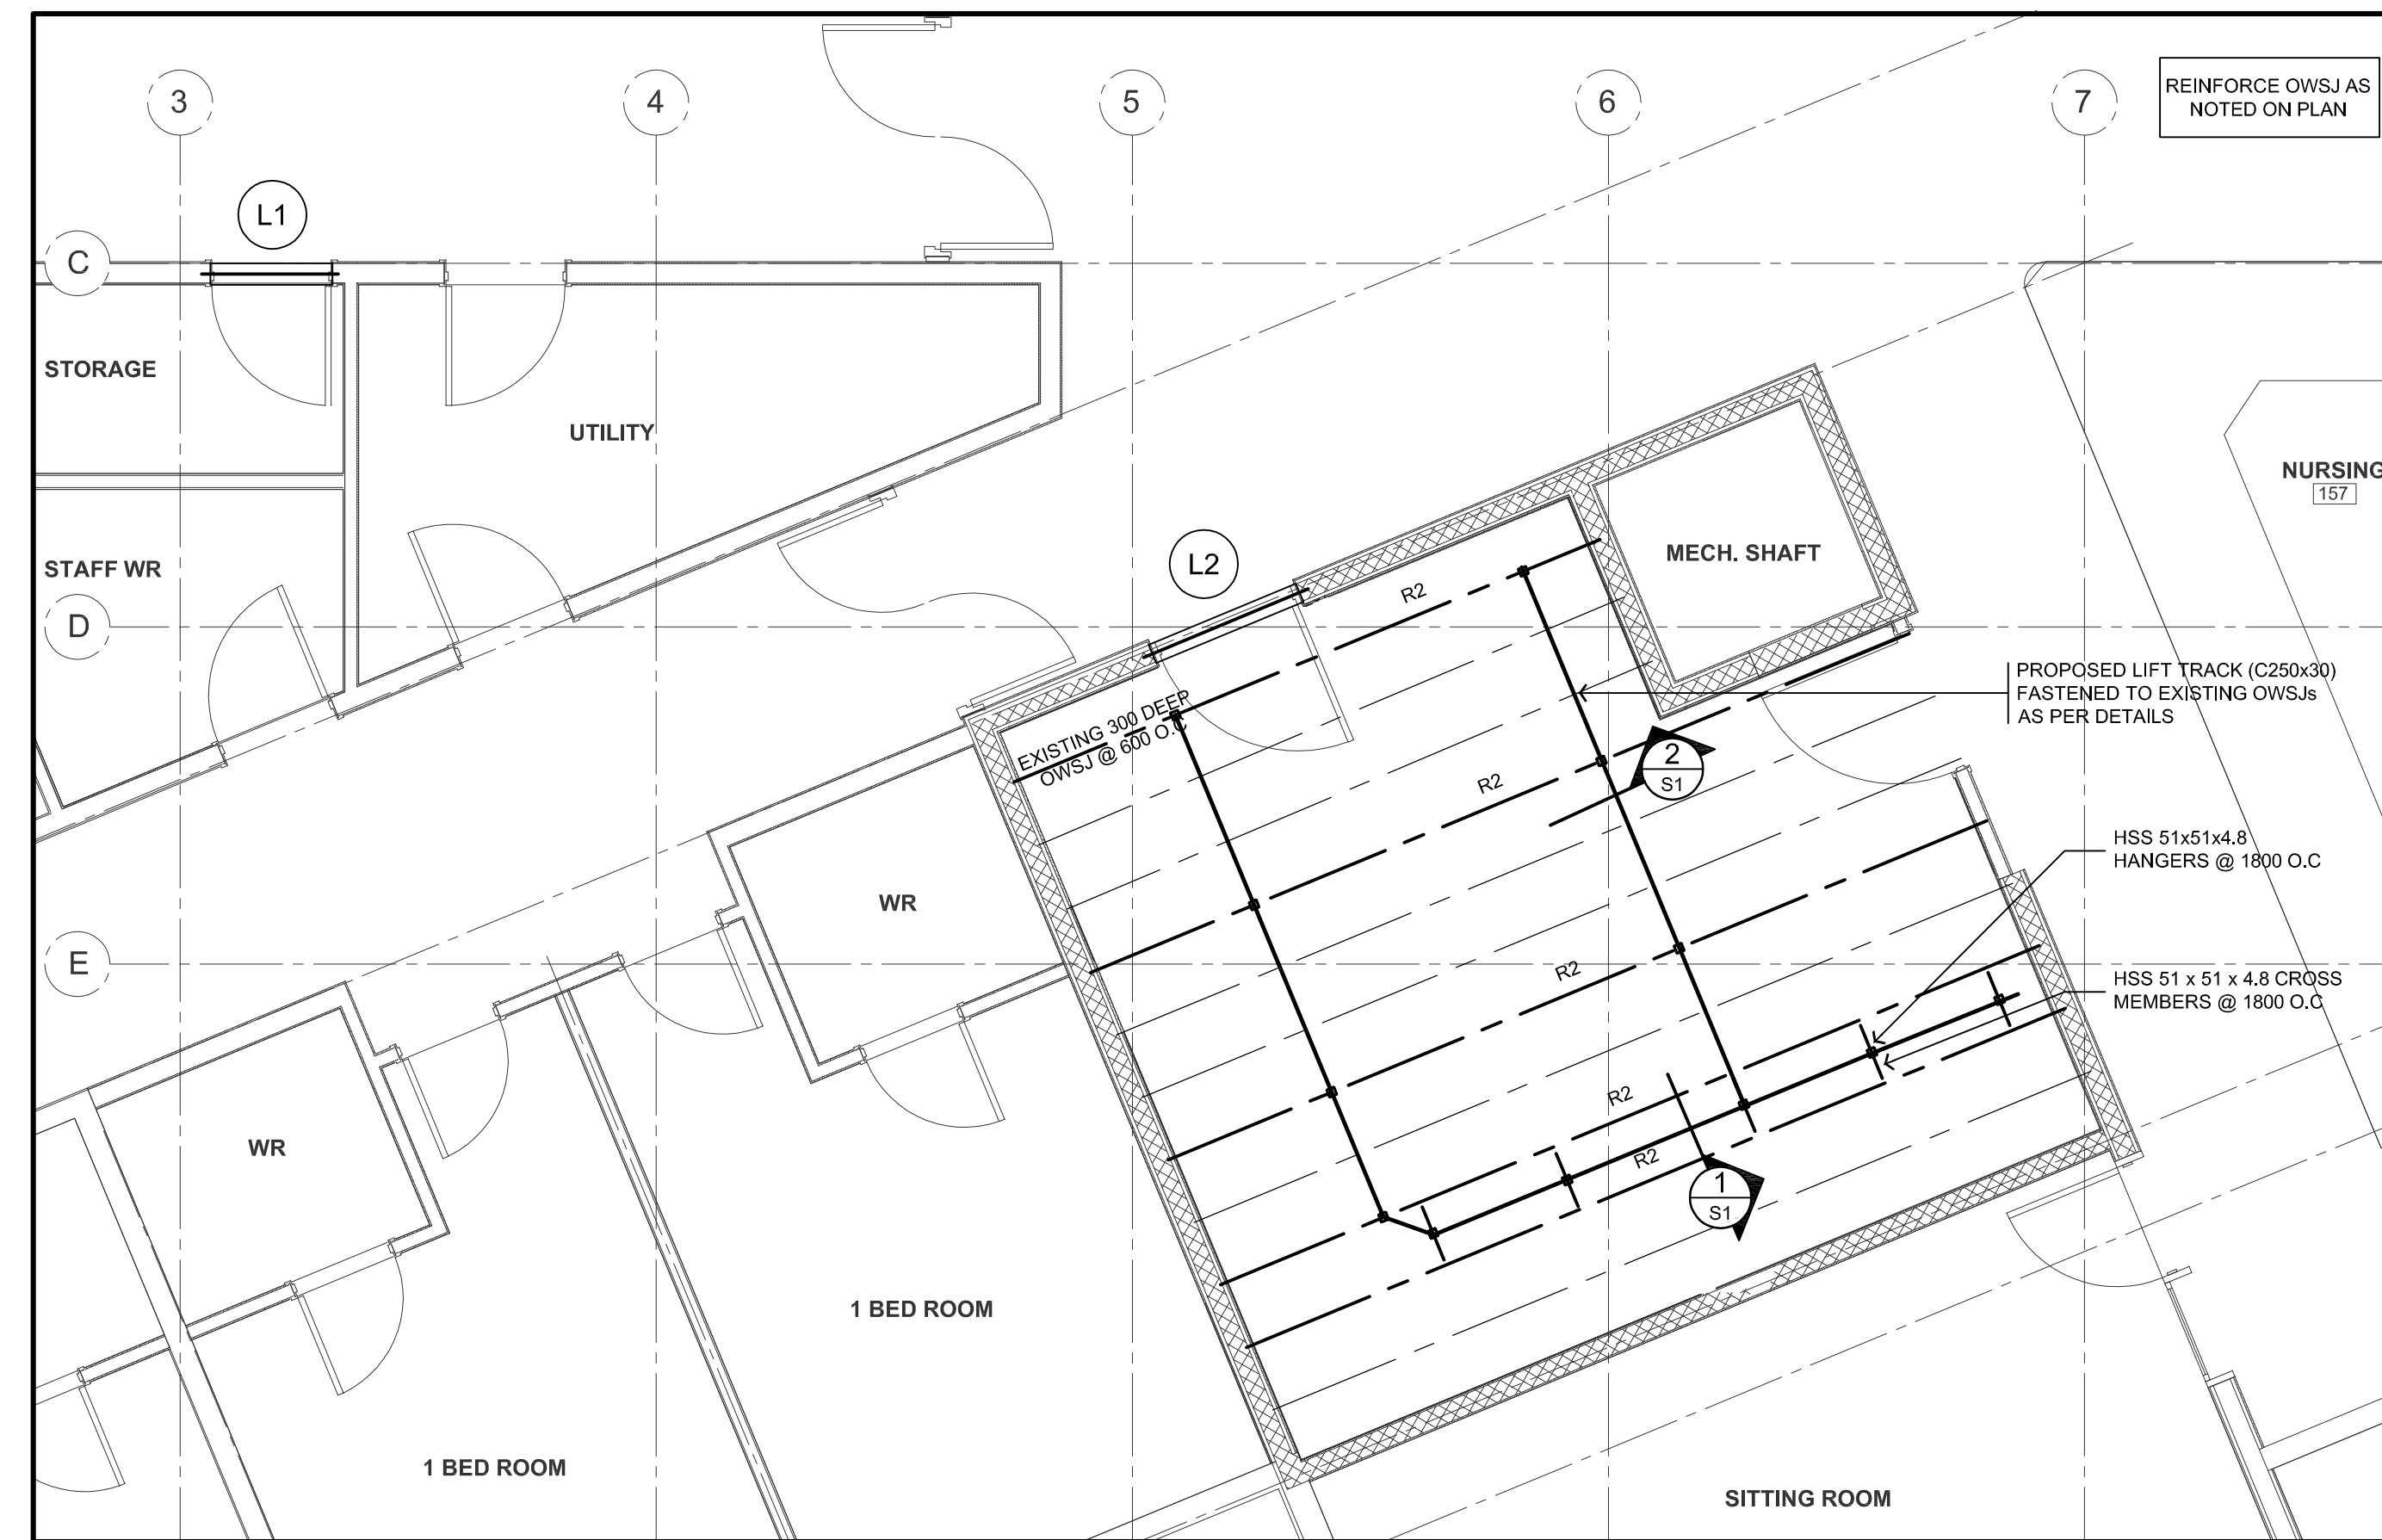 3
4
5
6
7
REINFORCE OWSJ AS
NOTED ON PLAN
L1
C
STORAGE
UTILITY
NURSING
157
STAFF WR
D
L2
MECH. SHAFT
R2
PROPOSED LIFT TRACK (C250x30)
FASTENED TO EXISTING OWSJs
AS PER DETAILS
EXISTING 300 DEEP
OWSJ @ 600 O.C
2
S1
R2
HSS 51x51x4.8
HANGERS @ 1800 O.C
WR
E
R2
HSS 51 x 51 x 4.8 CROSS
MEMBERS @ 1800 O.C
R2
WR
R2
1
S1
1 BED ROOM
1 BED ROOM
SITTING ROOM